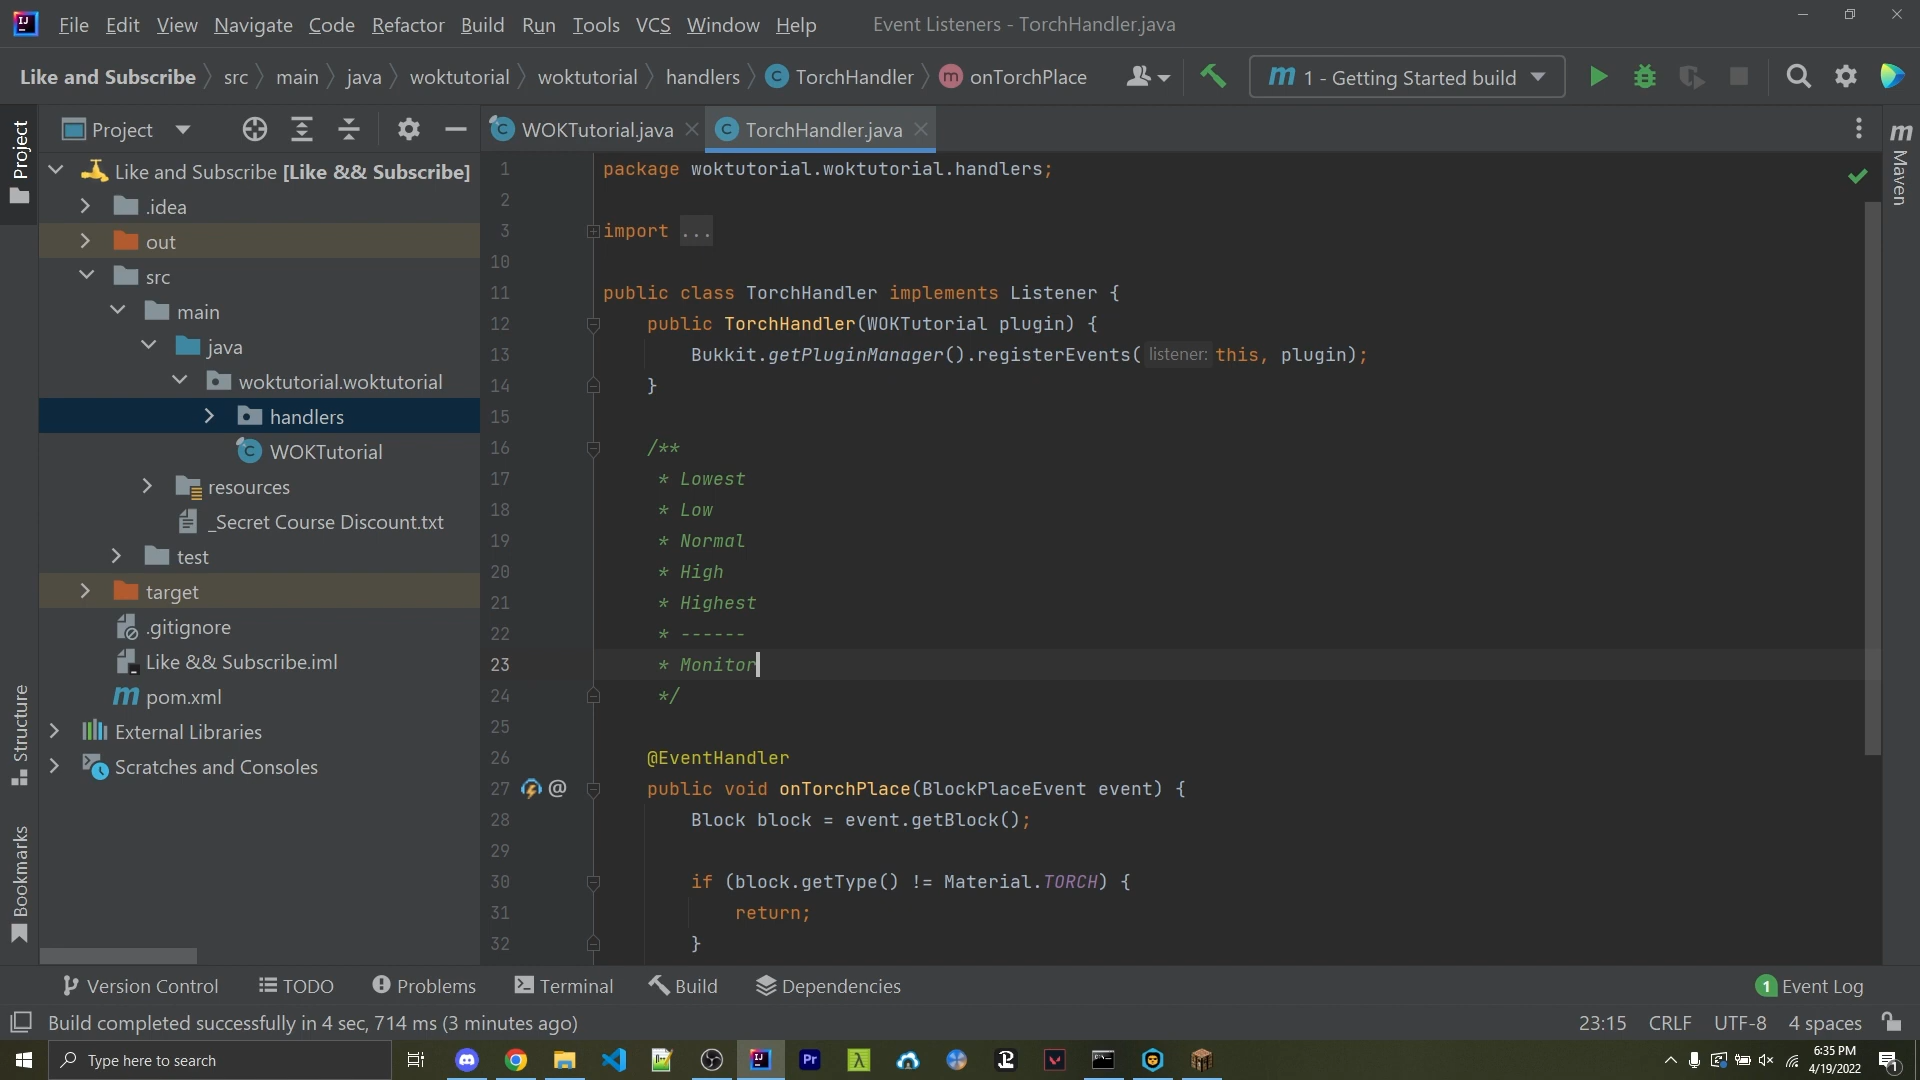 File Edit View Navigate Code Refactor Build Run Tools VCS Window Help Event Listeners - TorchHandler.java
Like and Subscribe src main java woktutorial woktutorial handlers TorchHandler onTorchPlace 1 - Getting Started build
Project WOKTutorial.java TorchHandler.java
Project
Maven
Structure
Bookmarks
Like and Subscribe [Like && Subscribe]
.idea
out
src
main
java
woktutorial.woktutorial
handlers
WOKTutorial
resources
_Secret Course Discount.txt
test
target
.gitignore
Like && Subscribe.iml
pom.xml
External Libraries
Scratches and Consoles
1 package woktutorial.woktutorial.handlers;
2
3 import ...
10
11 public class TorchHandler implements Listener {
12 public TorchHandler(WOKTutorial plugin) {
13 Bukkit.getPluginManager().registerEvents( listener: this, plugin);
14 }
15
16 /**
17 * Lowest
18 * Low
19 * Normal
20 * High
21 * Highest
22 * ------
23 * Monitor
24 */
25
26 @EventHandler
27 @ public void onTorchPlace(BlockPlaceEvent event) {
28 Block block = event.getBlock();
29
30 if (block.getType() != Material.TORCH) {
31 return;
32 }
Version Control TODO Problems Terminal Build Dependencies 1 Event Log
Build completed successfully in 4 sec, 714 ms (3 minutes ago) 23:15 CRLF UTF-8 4 spaces
Type here to search 6:35 PM
4/19/2022